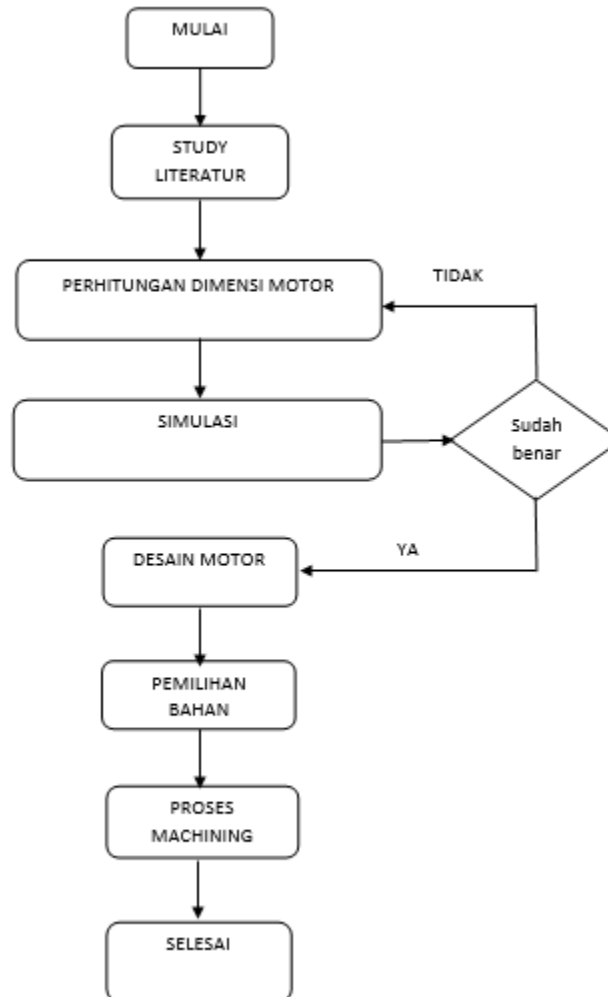 MULAI
STUDY
LITERATUR
PERHITUNGAN DIMENSI MOTOR
TIDAK
SIMULASI
Sudah
benar
YA
DESAIN MOTOR
PEMILIHAN
BAHAN
PROSES
MACHINING
SELESAI